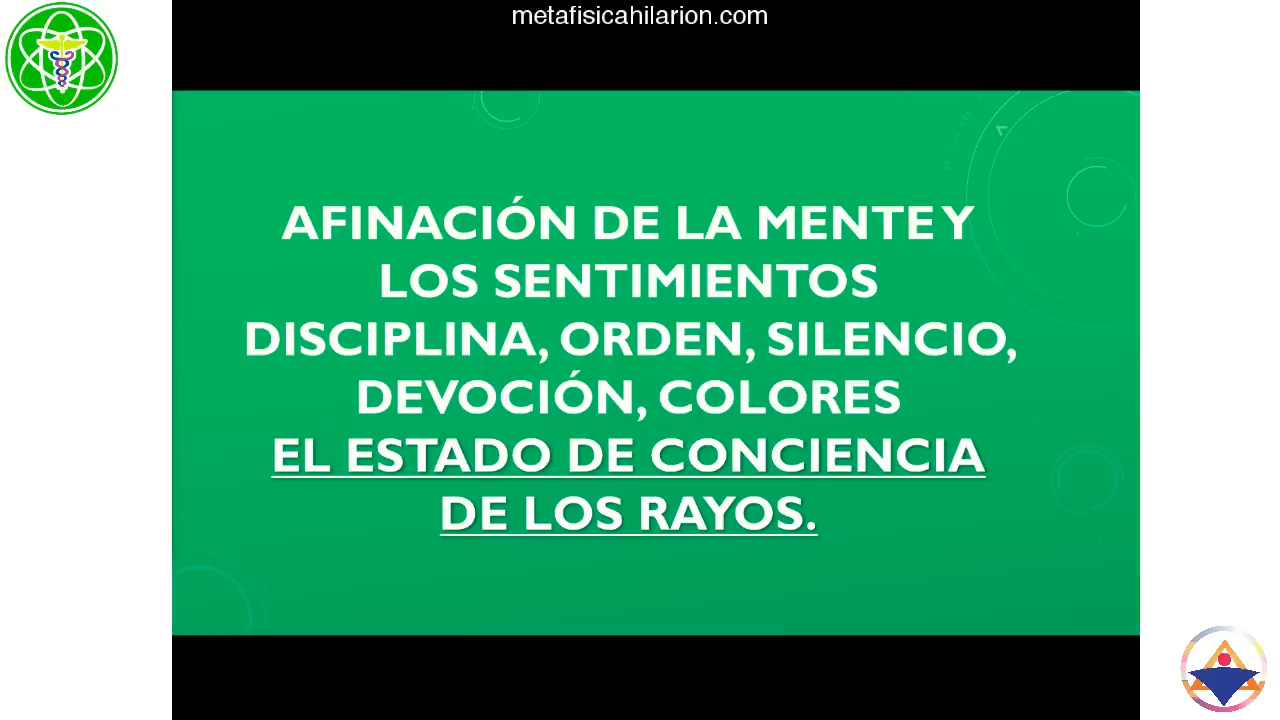 metafisicahilarion.com
AFINACIÓN DE LA MENTE Y
LOS SENTIMIENTOS
DISCIPLINA, ORDEN, SILENCIO,
DEVOCIÓN, COLORES
EL ESTADO DE CONCIENCIA
DE LOS RAYOS.